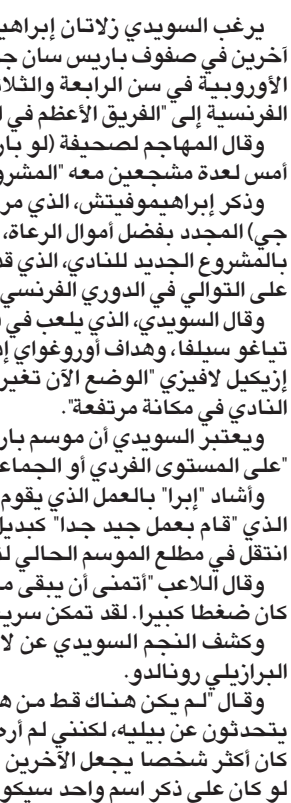 يرغب السويدي زلاتان إبراهيم
آخرين في صفوف باريس سان ج
الأوروبية في سن الرابعة والثلا
الفرنسية إلى "الفريق الأعظم في ا
وقال المهاجم لصحيفة (لو بار
أمس لعدة مشجعين معه "المشرو
وذكر إبراهيموفيتش، الذي مر
جي) المجدد بفضل أموال الرعاة،
بالمشروع الجديد للنادي، الذي قد
على التوالي في الدوري الفرنسي
وقال السويدي، الذي يلعب في
تياغو سيلفا، وهداف أوروغواي إد
إزيكيل لافيزي "الوضع الآن تغير
النادي في مكانة مرتفعة".
ويعتبر السويدي أن موسم بار
"على المستوى الفردي أو الجماع
وأشاد "إبرا" بالعمل الذي يقوم
الذي "قام بعمل جيد جدا" كبديل
انتقل في مطلع الموسم الحالي لت
وقال اللاعب "أتمنى أن يبقى م
كان ضغطا كبيرا. لقد تمكن سري
وكشف النجم السويدي عن لا
البرازيلي رونالدو.
وقال "لم يكن هناك قط من ه
يتحدثون عن بيليه، لكنني لم أر
كان أكثر شخصا يجعل الآخرين
لو كان على ذكر اسم واحد سيكو